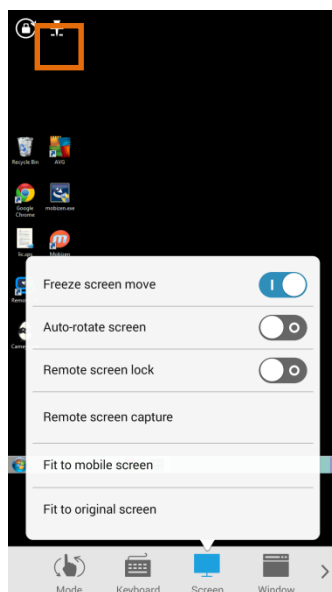 Recycle Bin AVG
Google Chrome mobizen.exe
Mobizen
Freeze screen move
Auto-rotate screen
Remote screen lock
Remote screen capture
Fit to mobile screen
Fit to original screen
Mode Keyboard Screen Window